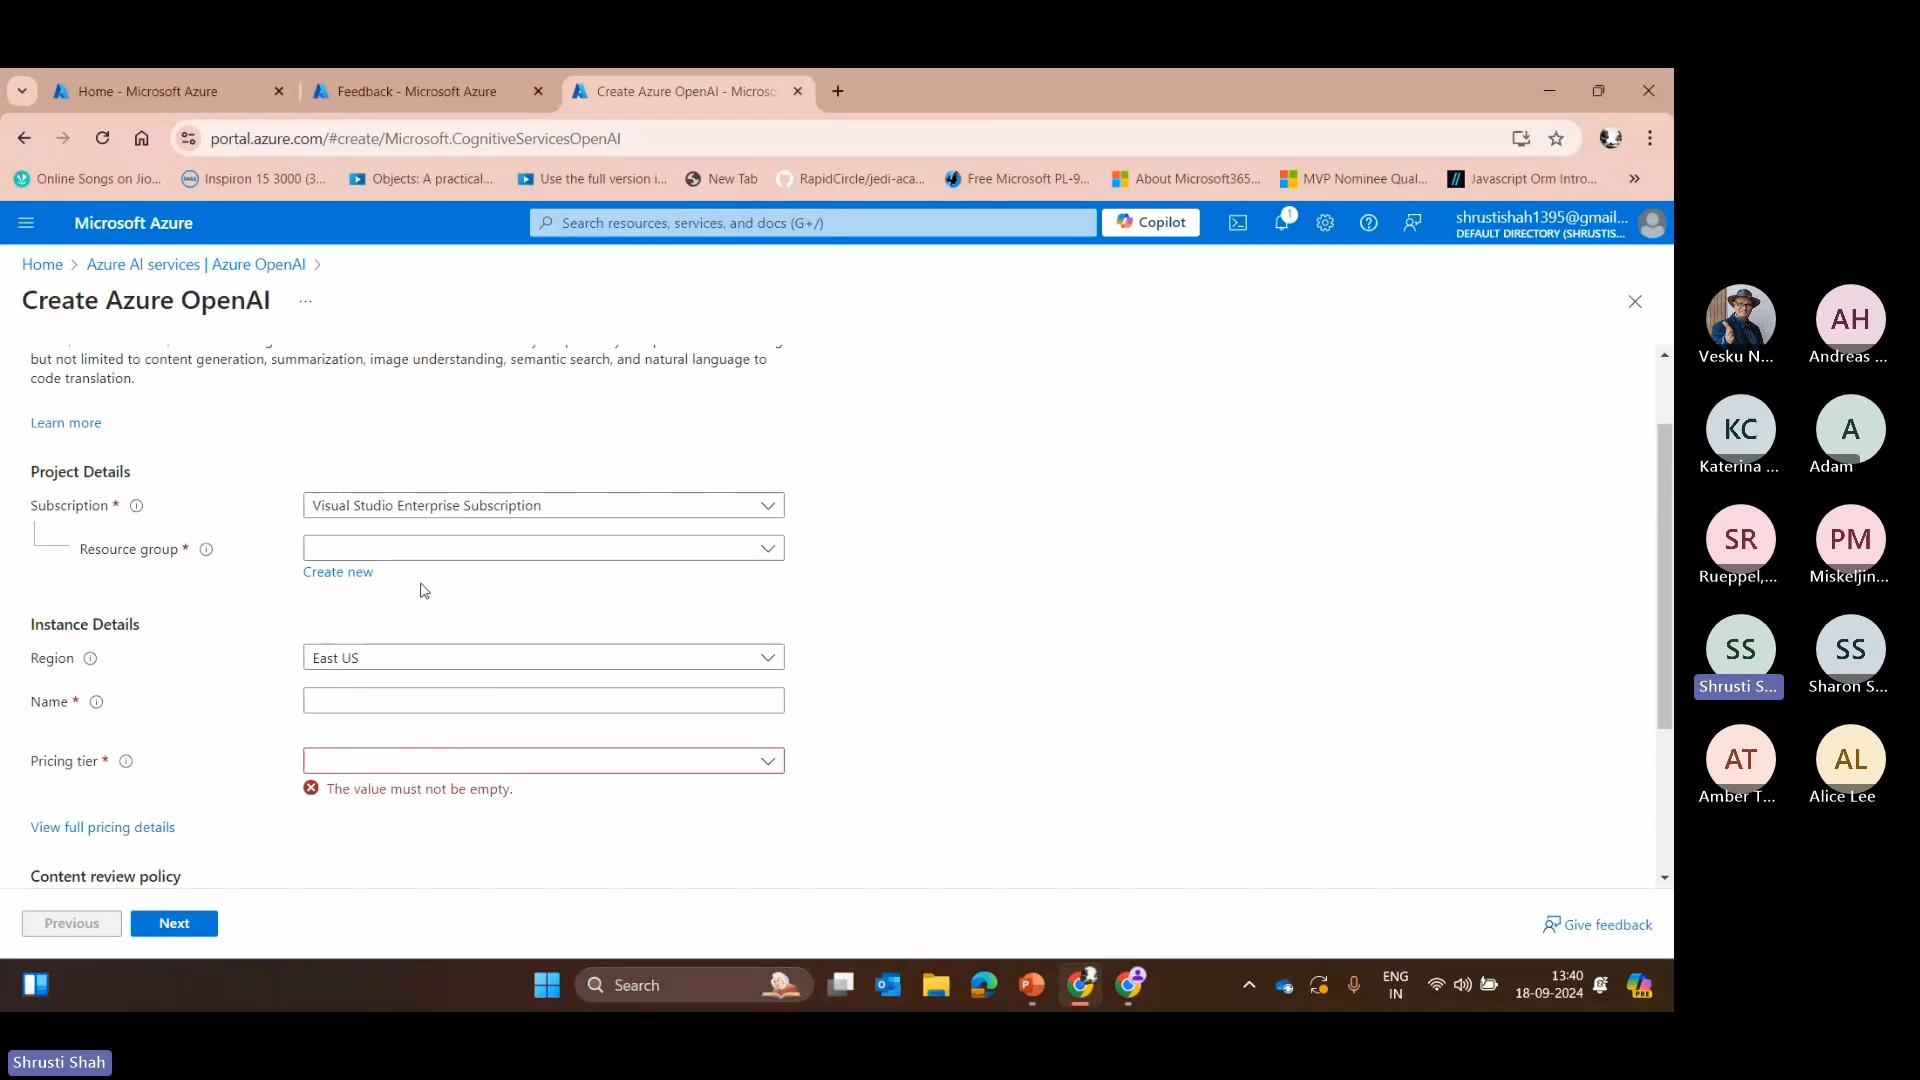 Home - Microsoft Azure
Feedback - Microsoft Azure
Create Azure OpenAI - Microso
portal.azure.com/#create/Microsoft.CognitiveServicesOpenAI
Online Songs on Jio...
Inspiron 15 3000 (3...
Objects: A practical...
Use the full version i...
New Tab
RapidCircle/jedi-aca...
Free Microsoft PL-9...
About Microsoft365...
MVP Nominee Qual...
Javascript Orm Intro...
Microsoft Azure
Search resources, services, and docs (G+/)
Copilot
1
shrustishah1395@gmail...
DEFAULT DIRECTORY (SHRUSTIS...
Home > Azure AI services | Azure OpenAI >
Create Azure OpenAI ...
but not limited to content generation, summarization, image understanding, semantic search, and natural language to
code translation.
Learn more
Project Details
Subscription *
Visual Studio Enterprise Subscription
Resource group *
Create new
Instance Details
Region
East US
Name *
Pricing tier *
The value must not be empty.
View full pricing details
Content review policy
Previous
Next
Give feedback
Search
ENG
IN
13:40
18-09-2024
Vesku N...
AH
Andreas ...
KC
Katerina ...
A
Adam
SR
Rueppel,...
PM
Miskeljin...
SS
Shrusti S...
SS
Sharon S...
AT
Amber T...
AL
Alice Lee
Shrusti Shah